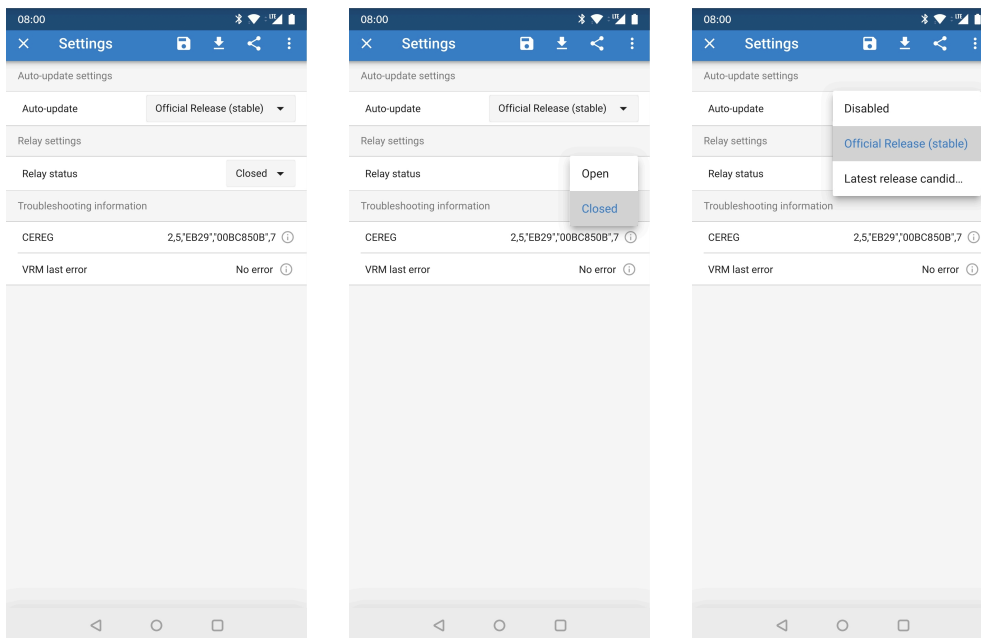 08:00
LTE
Settings
Auto-update settings
Auto-update Official Release (stable)
Relay settings
Relay status Closed
Troubleshooting information
CEREG 2,5,"EB29","00BC850B",7
VRM last error No error
08:00
LTE
Settings
Auto-update settings
Auto-update Official Release (stable)
Relay settings
Relay status
Open
Closed
Troubleshooting information
CEREG 2,5,"EB29","00BC850B",7
VRM last error No error
08:00
LTE
Settings
Auto-update settings
Auto-update
Disabled
Relay settings
Official Release (stable)
Relay status
Latest release candid...
Troubleshooting information
CEREG 2,5,"EB29","00BC850B",7
VRM last error No error